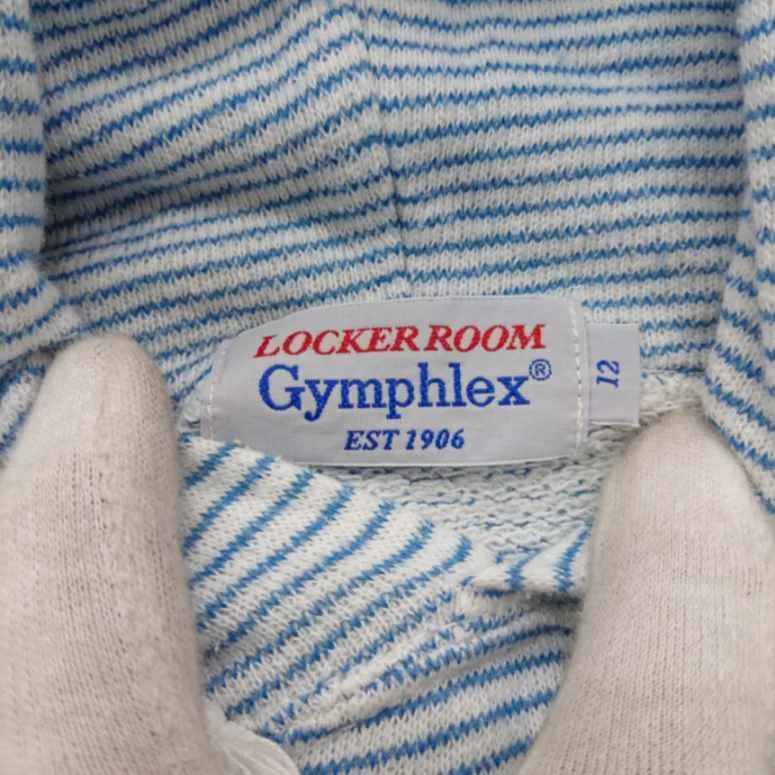 LOCKER ROOM
Gymphlex®
EST 1906
12